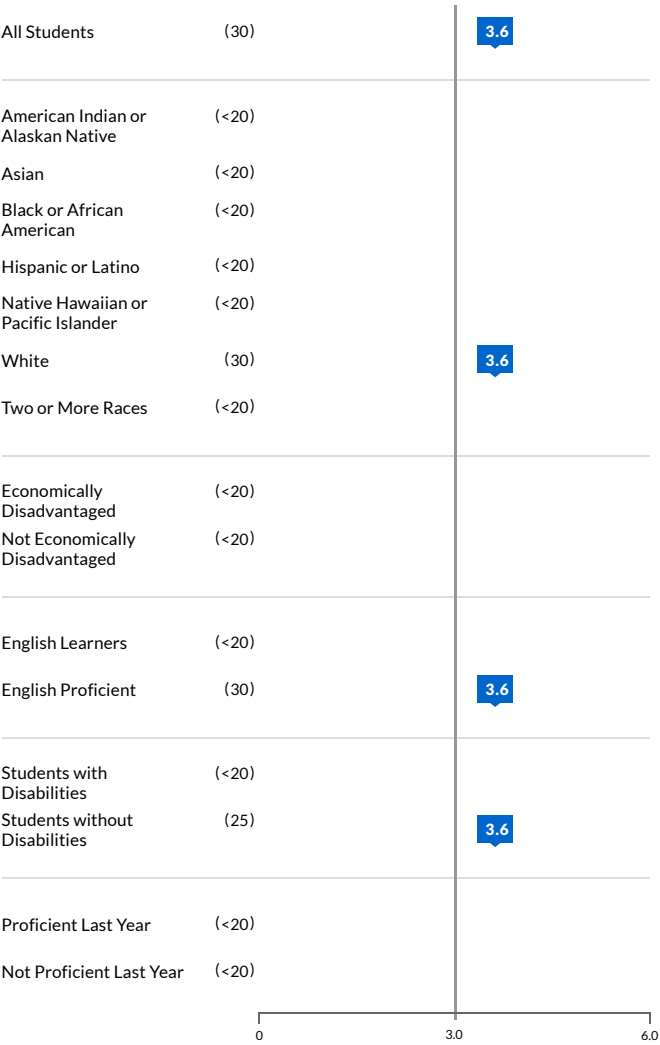 All Students (30) 3.6
American Indian or
Alaskan Native (<20)
Asian (<20)
Black or African
American (<20)
Hispanic or Latino (<20)
Native Hawaiian or
Pacific Islander (<20)
White (30) 3.6
Two or More Races (<20)
Economically
Disadvantaged (<20)
Not Economically
Disadvantaged (<20)
English Learners (<20)
English Proficient (30) 3.6
Students with
Disabilities (<20)
Students without
Disabilities (25) 3.6
Proficient Last Year (<20)
Not Proficient Last Year (<20)
0 3.0 6.0